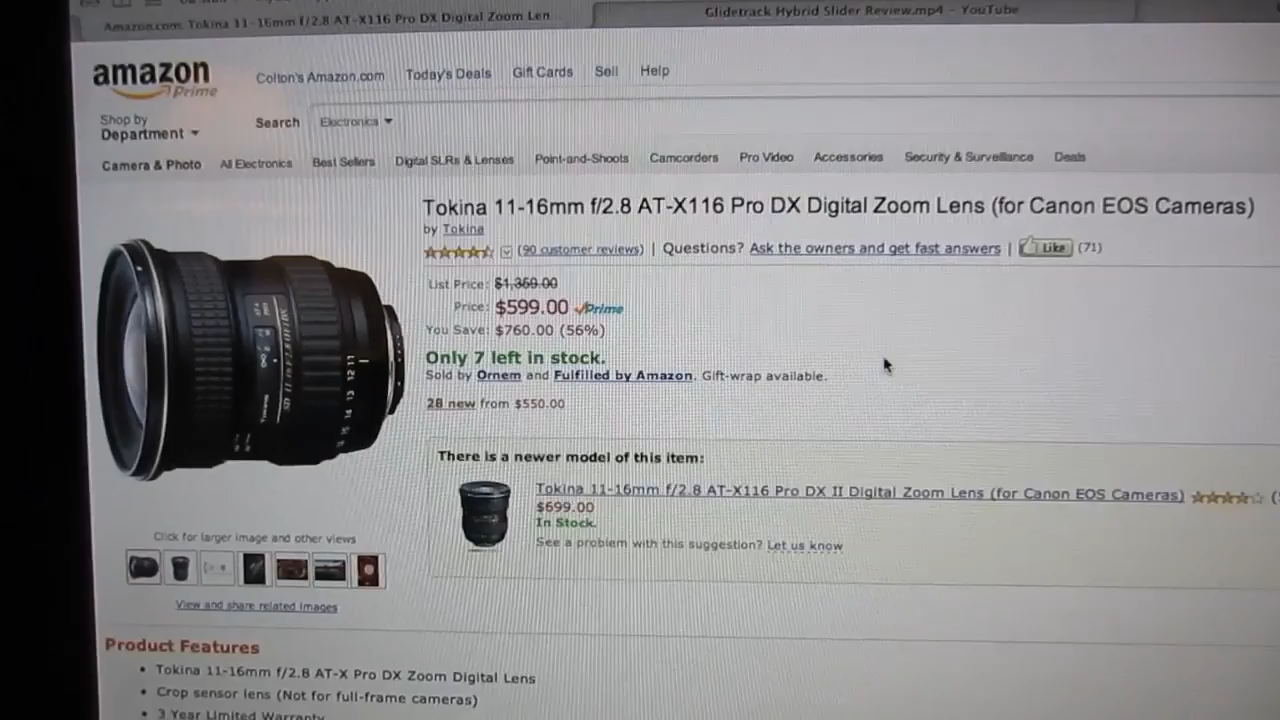 Amazon.com: Tokina 11-16mm f/2.8 AT-X116 Pro DX Digital Zoom Len...
Glidetrack Hybrid Slider Review.mp4 - YouTube
amazon
Prime
Colton's Amazon.com Today's Deals Gift Cards Sell Help
Shop by
Department
Search Electronics
Camera & Photo All Electronics Best Sellers Digital SLRs & Lenses Point-and-Shoots Camcorders Pro Video Accessories Security & Surveillance Deals
Tokina 11-16mm f/2.8 AT-X116 Pro DX Digital Zoom Lens (for Canon EOS Cameras)
by Tokina
(90 customer reviews) | Questions? Ask the owners and get fast answers | Like (71)
List Price:
Price: $599.00 Prime
You Save: $760.00 (56%)
Only 7 left in stock.
Sold by Ornem and Fulfilled by Amazon. Gift-wrap available.
28 new from $550.00
There is a newer model of this item:
Tokina 11-16mm f/2.8 AT-X116 Pro DX II Digital Zoom Lens (for Canon EOS Cameras)
$699.00
In Stock.
See a problem with this suggestion? Let us know
Click for larger image and other views
View and share related images
Product Features
• Tokina 11-16mm f/2.8 AT-X Pro DX Zoom Digital Lens
• Crop sensor lens (Not for full-frame cameras)
• 3 Year Limited Warranty